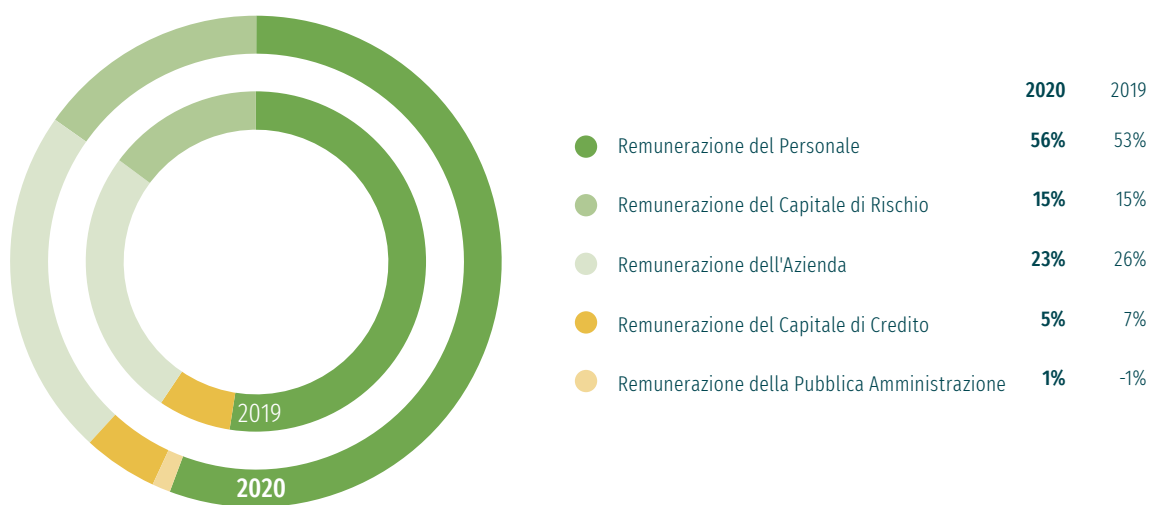 2020 2019
Remunerazione del Personale 56% 53%
Remunerazione del Capitale di Rischio 15% 15%
Remunerazione dell'Azienda 23% 26%
Remunerazione del Capitale di Credito 5% 7%
Remunerazione della Pubblica Amministrazione 1% -1%
2019
2020